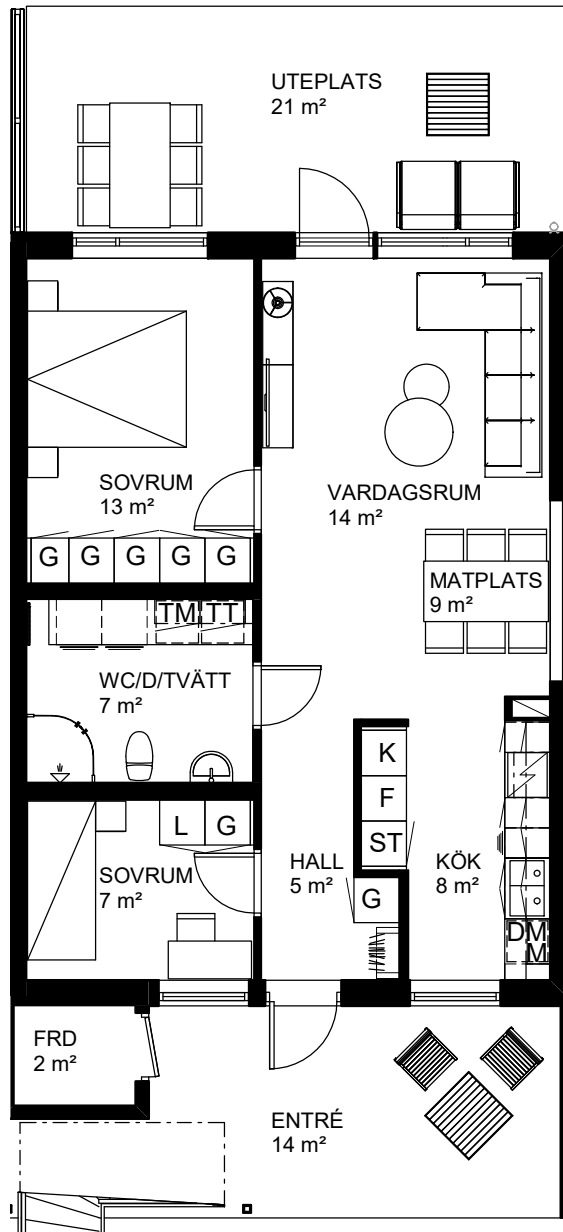 UTEPLATS
21 m²
SOVRUM
13 m²
VARDAGSRUM
14 m²
G G G G G
MATPLATS
9 m²
TM TT
WC/D/TVÄTT
7 m²
K
F
ST
L G
SOVRUM
7 m²
HALL
5 m²
KÖK
8 m²
G
DM
M
FRD
2 m²
ENTRÉ
14 m²